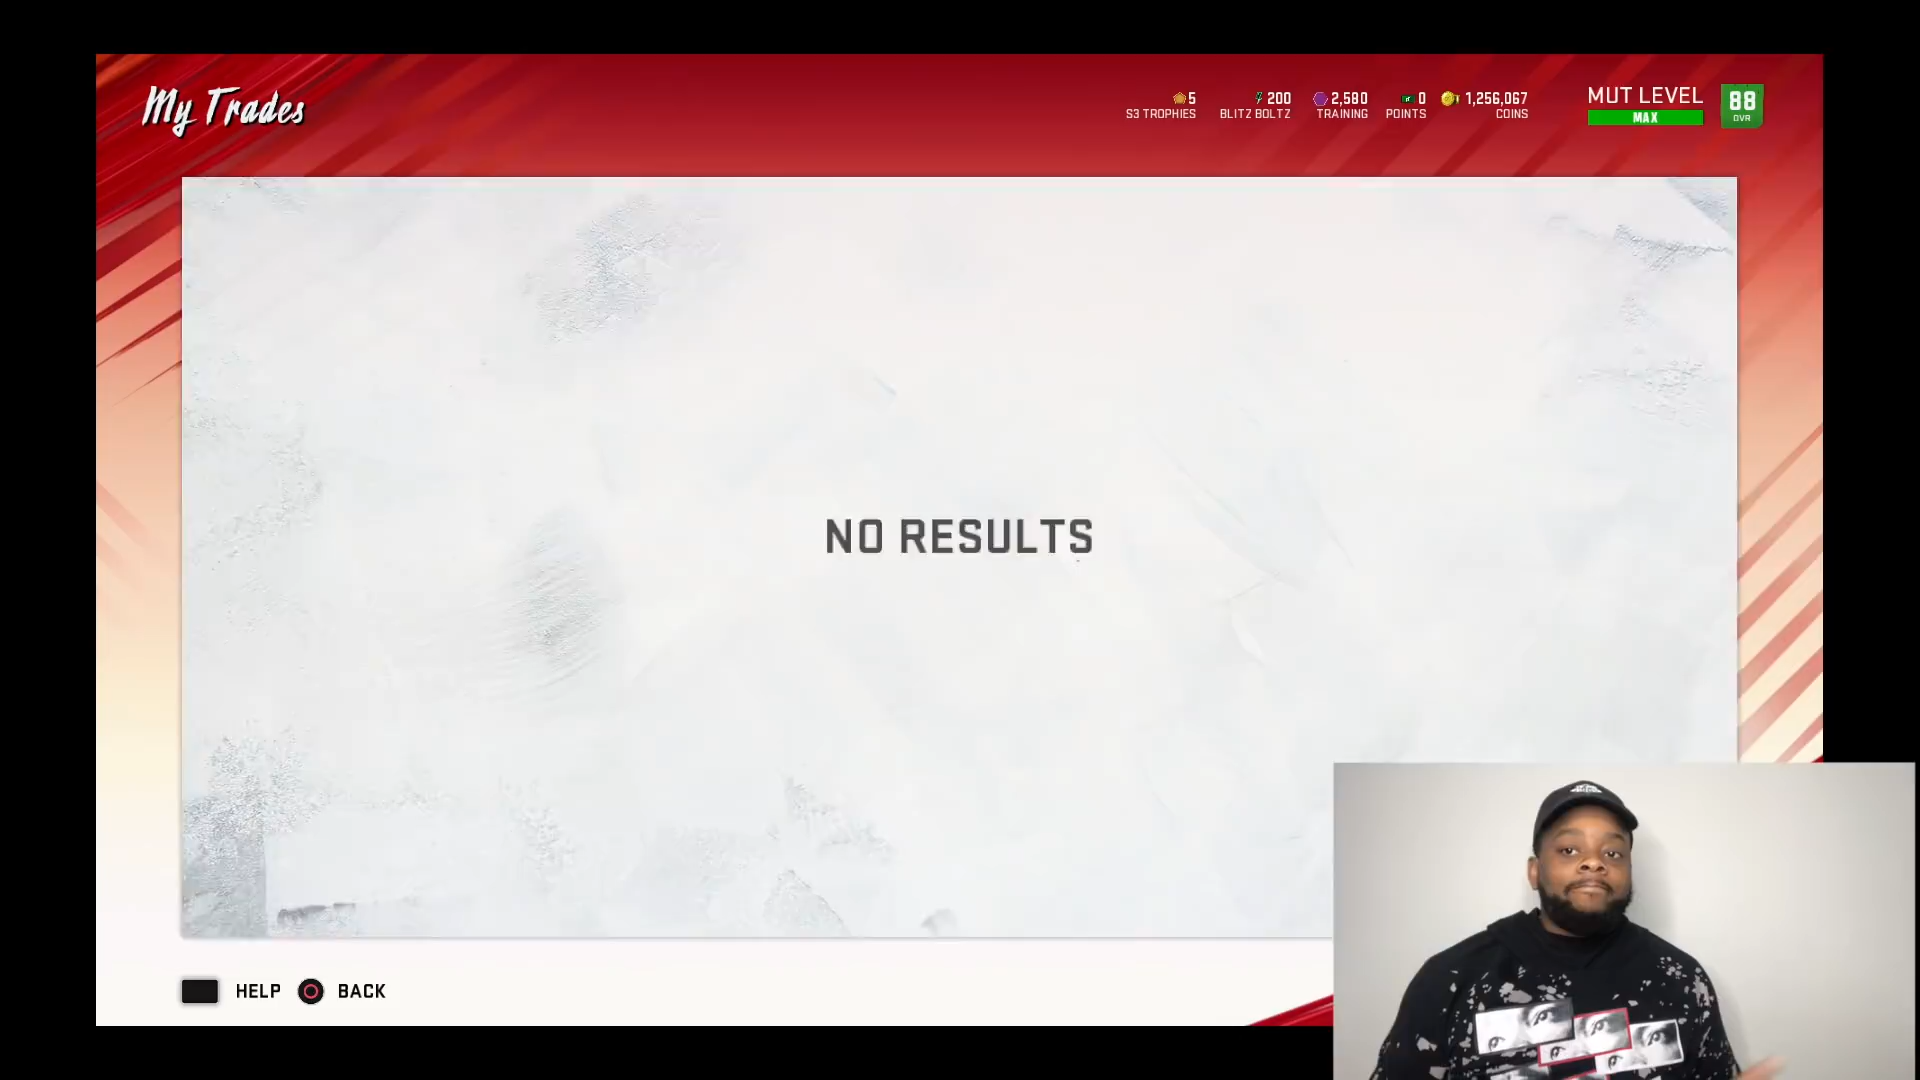 My Trades
5
S3 TROPHIES
200
BLITZ BOLTZ
2,580
TRAINING
0
POINTS
1,256,067
COINS
MUT LEVEL
MAX
88
OVR
NO RESULTS
HELP
BACK